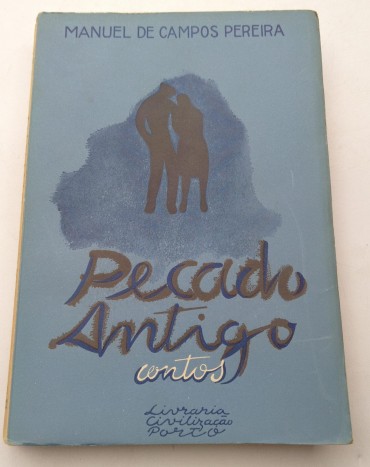 MANUEL DE CAMPOS PEREIRA
Pecado
Antigo
contos
Livraria
Civilização
Porto